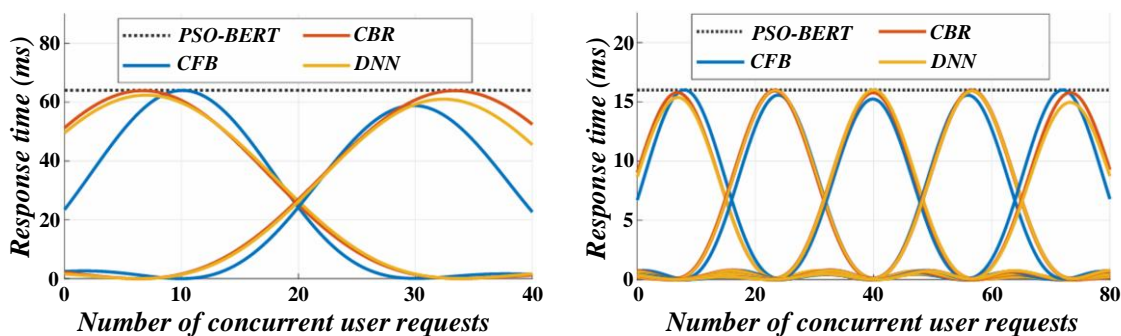 80
60
40
20
0
Response time (ms)
PSO-BERT
CBR
CFB
DNN
0
10
20
30
40
Number of concurrent user requests
20
15
10
5
0
Response time (ms)
PSO-BERT
CBR
CFB
DNN
0
20
40
60
80
Number of concurrent user requests